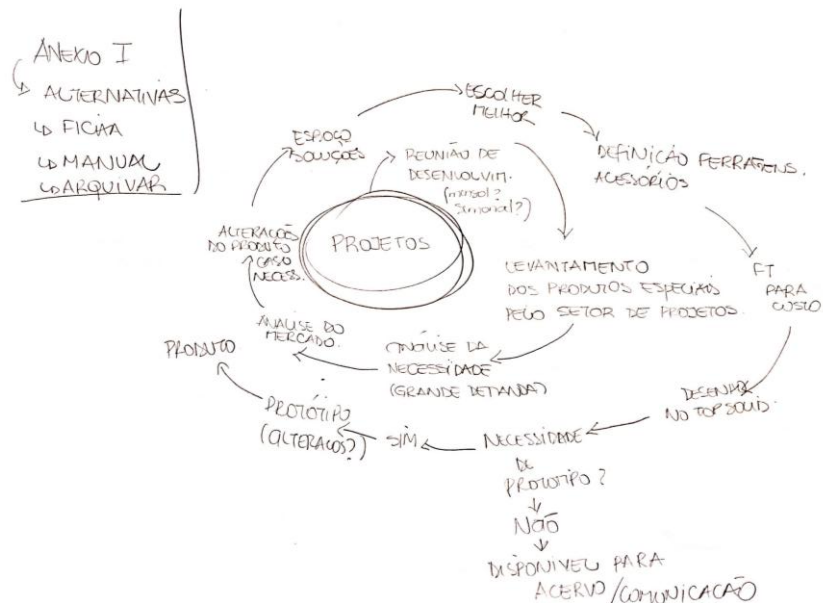 ANEXO I
ALTERNATIVAS
↳ FICHA
↳ MANUAL
↳ ARQUIVAR
PROJETOS
REUNIÃO DE
DESENVOLVIM.
(mensal?
semanal?)
LEVANTAMENTO
DOS PRODUTOS ESPECIAIS
PELO SETOR DE PROJETOS.
ANÁLISE DA
NECESSIDADE
(GRANDE DEMANDA?)
ANÁLISE DO
MERCADO.
ALTERAÇÕES
DO PRODUTO
CASO
NECESS.
ESBOÇO
SOLUÇÕES
ESCOLHER
MELHOR
DEFINIÇÃO FERRAGENS.
ACESSÓRIOS
FT
PARA
CUSTO
DESENHAR
NO TOPSOLID.
NECESSIDADE
DE
PROTÓTIPO?
SIM
PROTÓTIPO
(ALTERAÇOS?)
PRODUTO
NÃO
DISPONÍVEL PARA
ACERVO/COMUNICAÇÃO